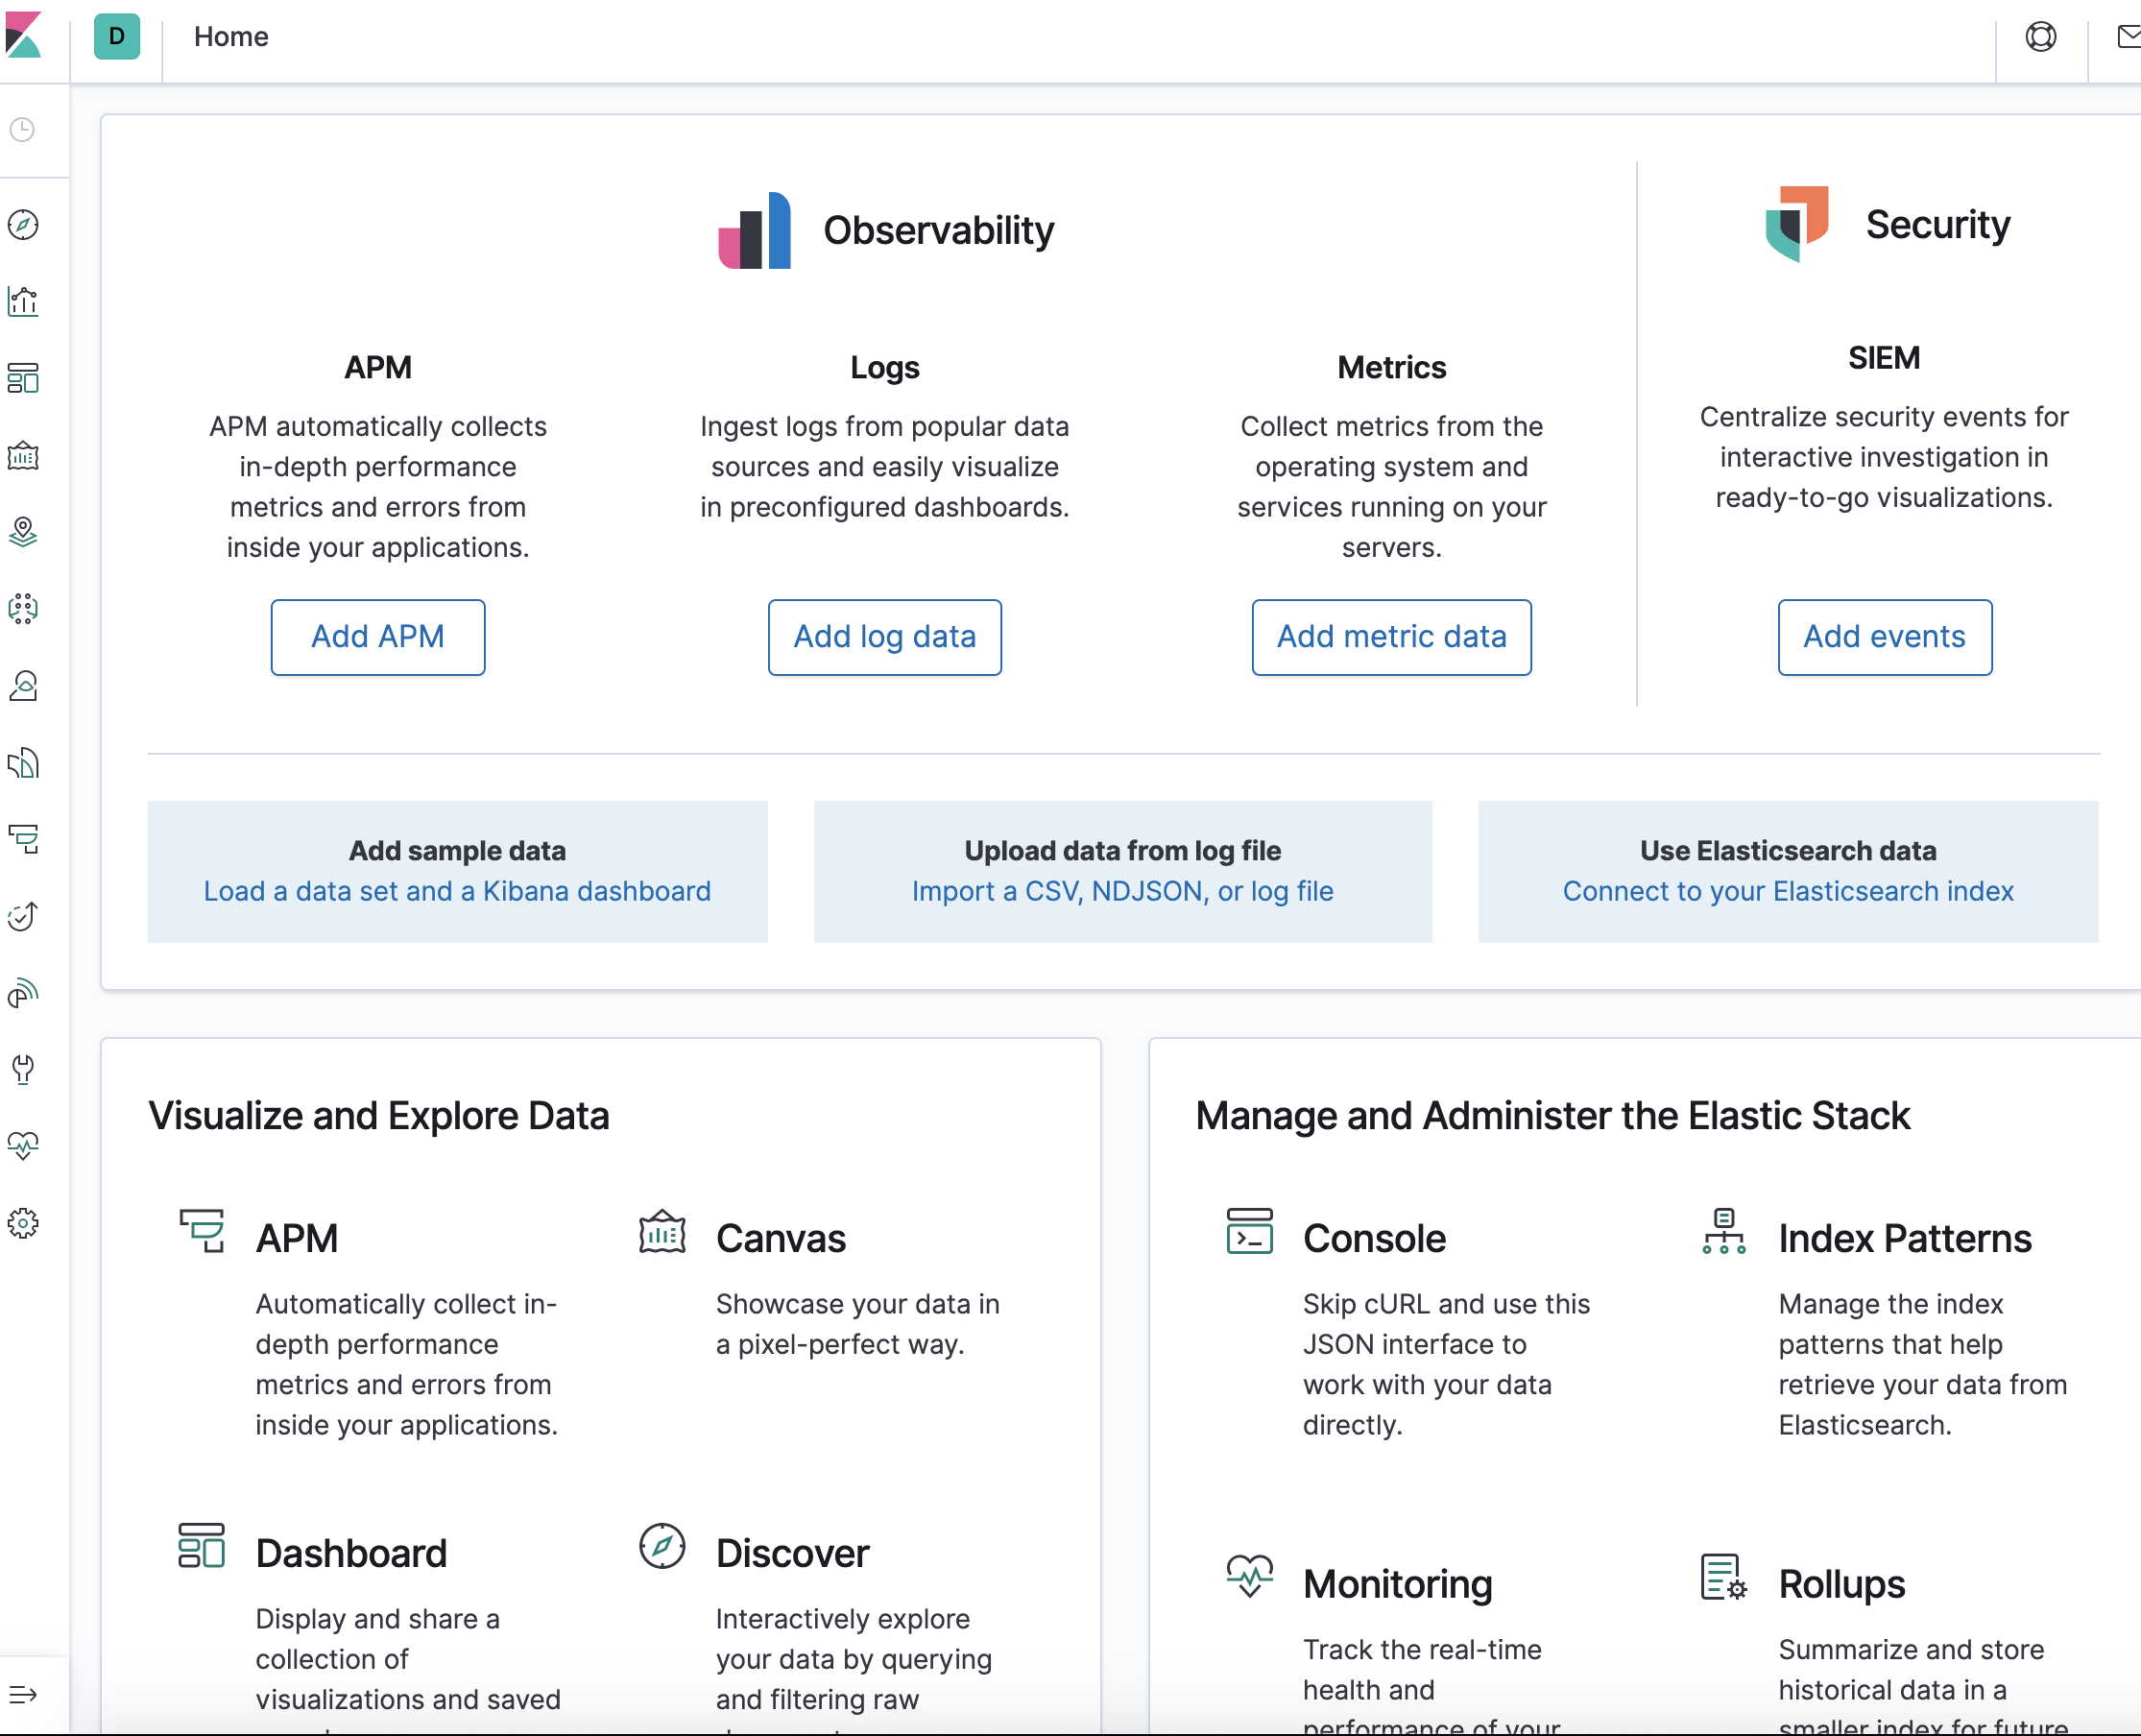 D
Home
Observability
Security
APM
APM automatically collects
in-depth performance
metrics and errors from
inside your applications.
Add APM
Logs
Ingest logs from popular data
sources and easily visualize
in preconfigured dashboards.
Add log data
Metrics
Collect metrics from the
operating system and
services running on your
servers.
Add metric data
SIEM
Centralize security events for
interactive investigation in
ready-to-go visualizations.
Add events
Add sample data
Load a data set and a Kibana dashboard
Upload data from log file
Import a CSV, NDJSON, or log file
Use Elasticsearch data
Connect to your Elasticsearch index
Visualize and Explore Data
APM
Automatically collect in-
depth performance
metrics and errors from
inside your applications.
Canvas
Showcase your data in
a pixel-perfect way.
Dashboard
Display and share a
collection of
visualizations and saved
Discover
Interactively explore
your data by querying
and filtering raw
Manage and Administer the Elastic Stack
Console
Skip cURL and use this
JSON interface to
work with your data
directly.
Index Patterns
Manage the index
patterns that help
retrieve your data from
Elasticsearch.
Monitoring
Track the real-time
health and
performance of your
Rollups
Summarize and store
historical data in a
smaller index for future